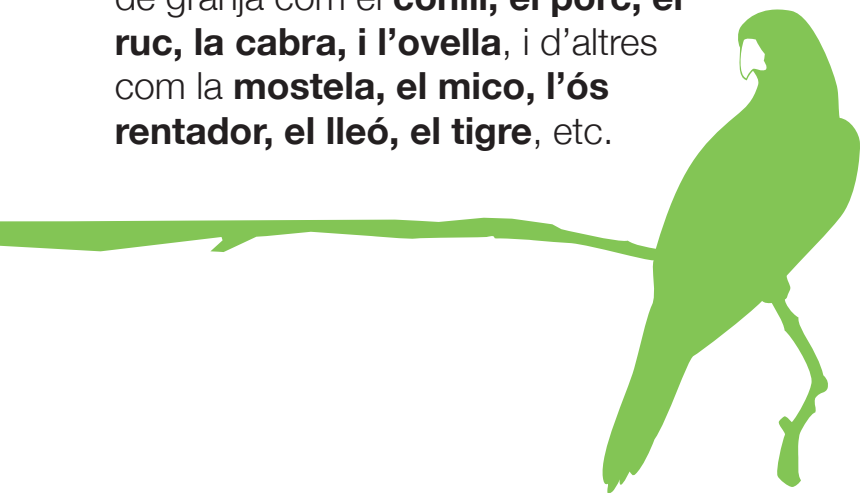 de granja com el conill, el porc, el
ruc, la cabra, i l’ovella, i d’altres
com la mostela, el mico, l’ós
rentador, el lleó, el tigre, etc.